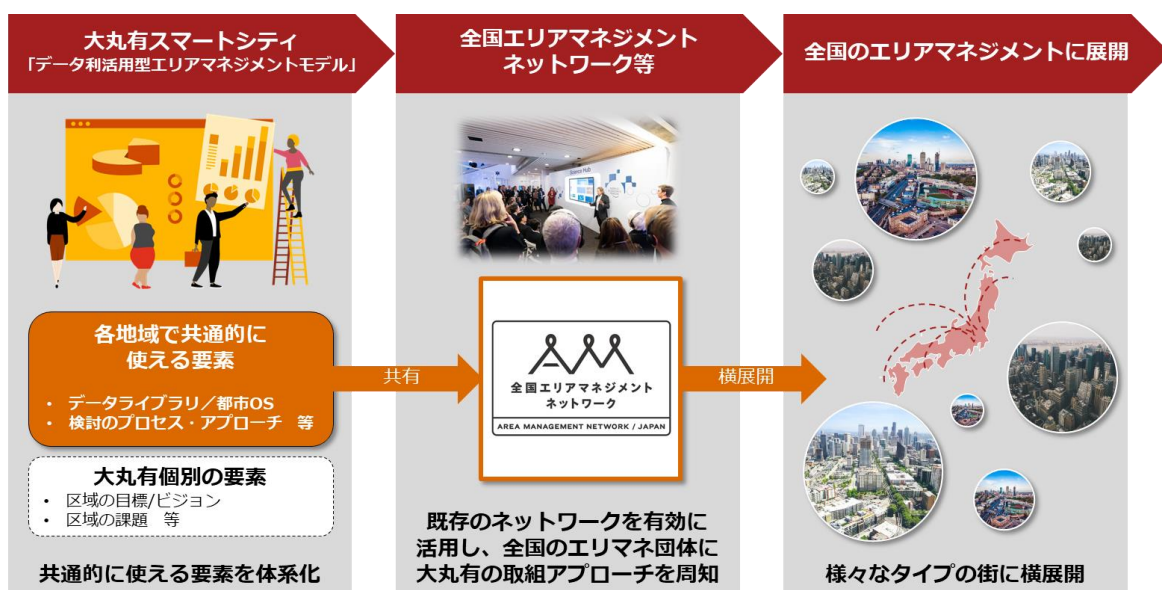 大丸有スマートシティ
「データ利活用型エリアマネジメントモデル」
各地域で共通的に
使える要素
• データライブラリ／都市OS
• 検討のプロセス・アプローチ 等
大丸有個別の要素
• 区域の目標/ビジョン
• 区域の課題 等
共通的に使える要素を体系化
共有
全国エリアマネジメント
ネットワーク等
全国エリアマネジメント
ネットワーク
AREA MANAGEMENT NETWORK / JAPAN
既存のネットワークを有効に
活用し、全国のエリマネ団体に
大丸有の取組アプローチを周知
横展開
全国のエリアマネジメントに展開
様々なタイプの街に横展開